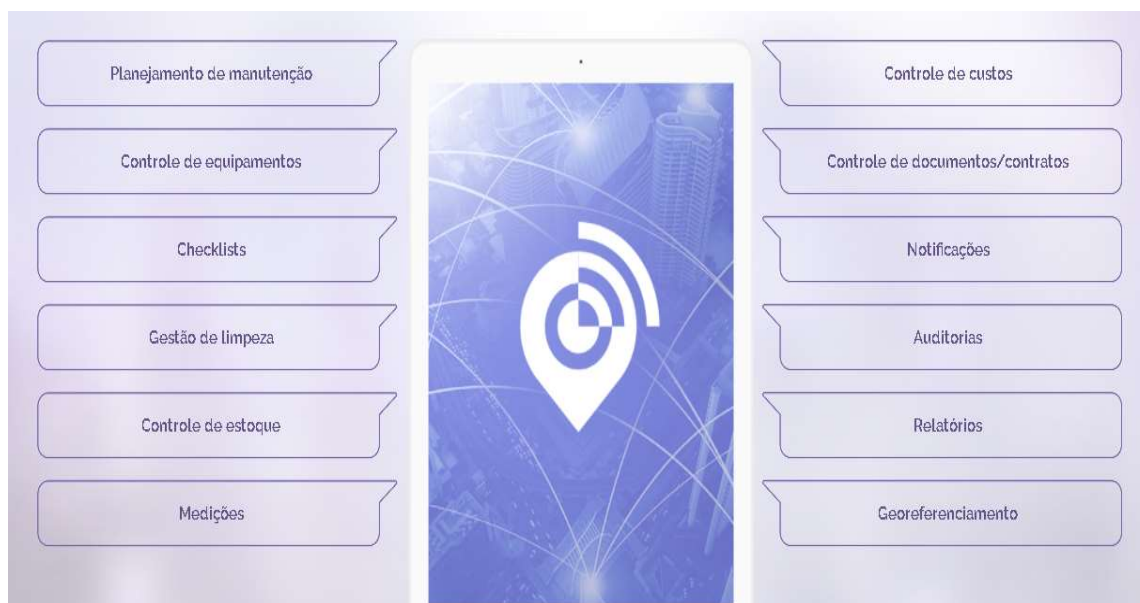 Planejamento de manutenção
Controle de equipamentos
Checklists
Gestão de limpeza
Controle de estoque
Medições
Controle de custos
Controle de documentos/contratos
Notificações
Auditorias
Relatórios
Georeferenciamento